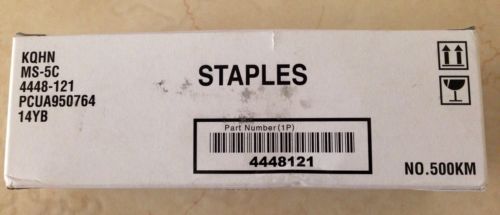 KQHN
MS-5C
4448-121
PCUA950764
14YB
STAPLES
Part Number(1P)
4448121
NO.500KM